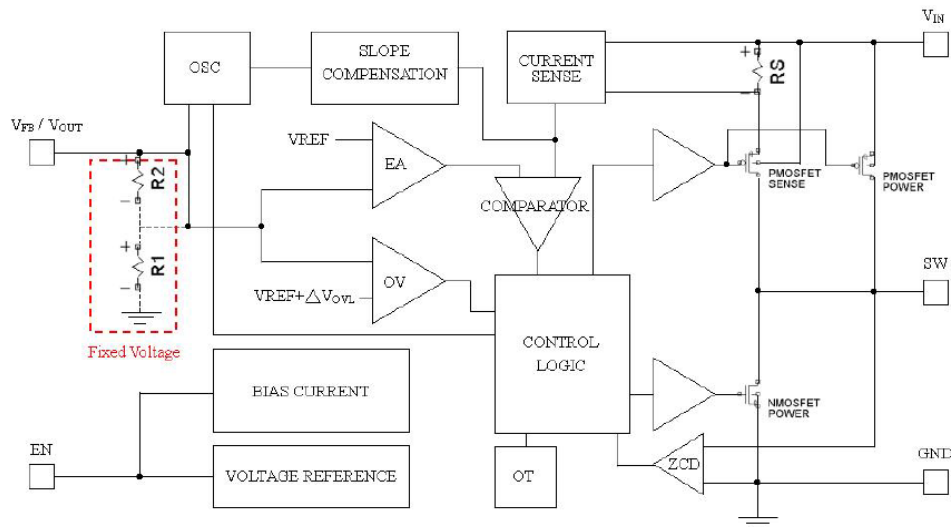 VIN
OSC
SLOPE
COMPENSATION
CURRENT
SENSE
+
RS
−
VFB / VOUT
VREF
EA
+
R2
−
COMPARATOR
PMOSFET
SENSE
PMOSFET
POWER
+
R1
−
OV
VREF+△VOVL
SW
Fixed Voltage
CONTROL
LOGIC
BIAS CURRENT
NMOSFET
POWER
EN
VOLTAGE REFERENCE
OT
ZCD
GND